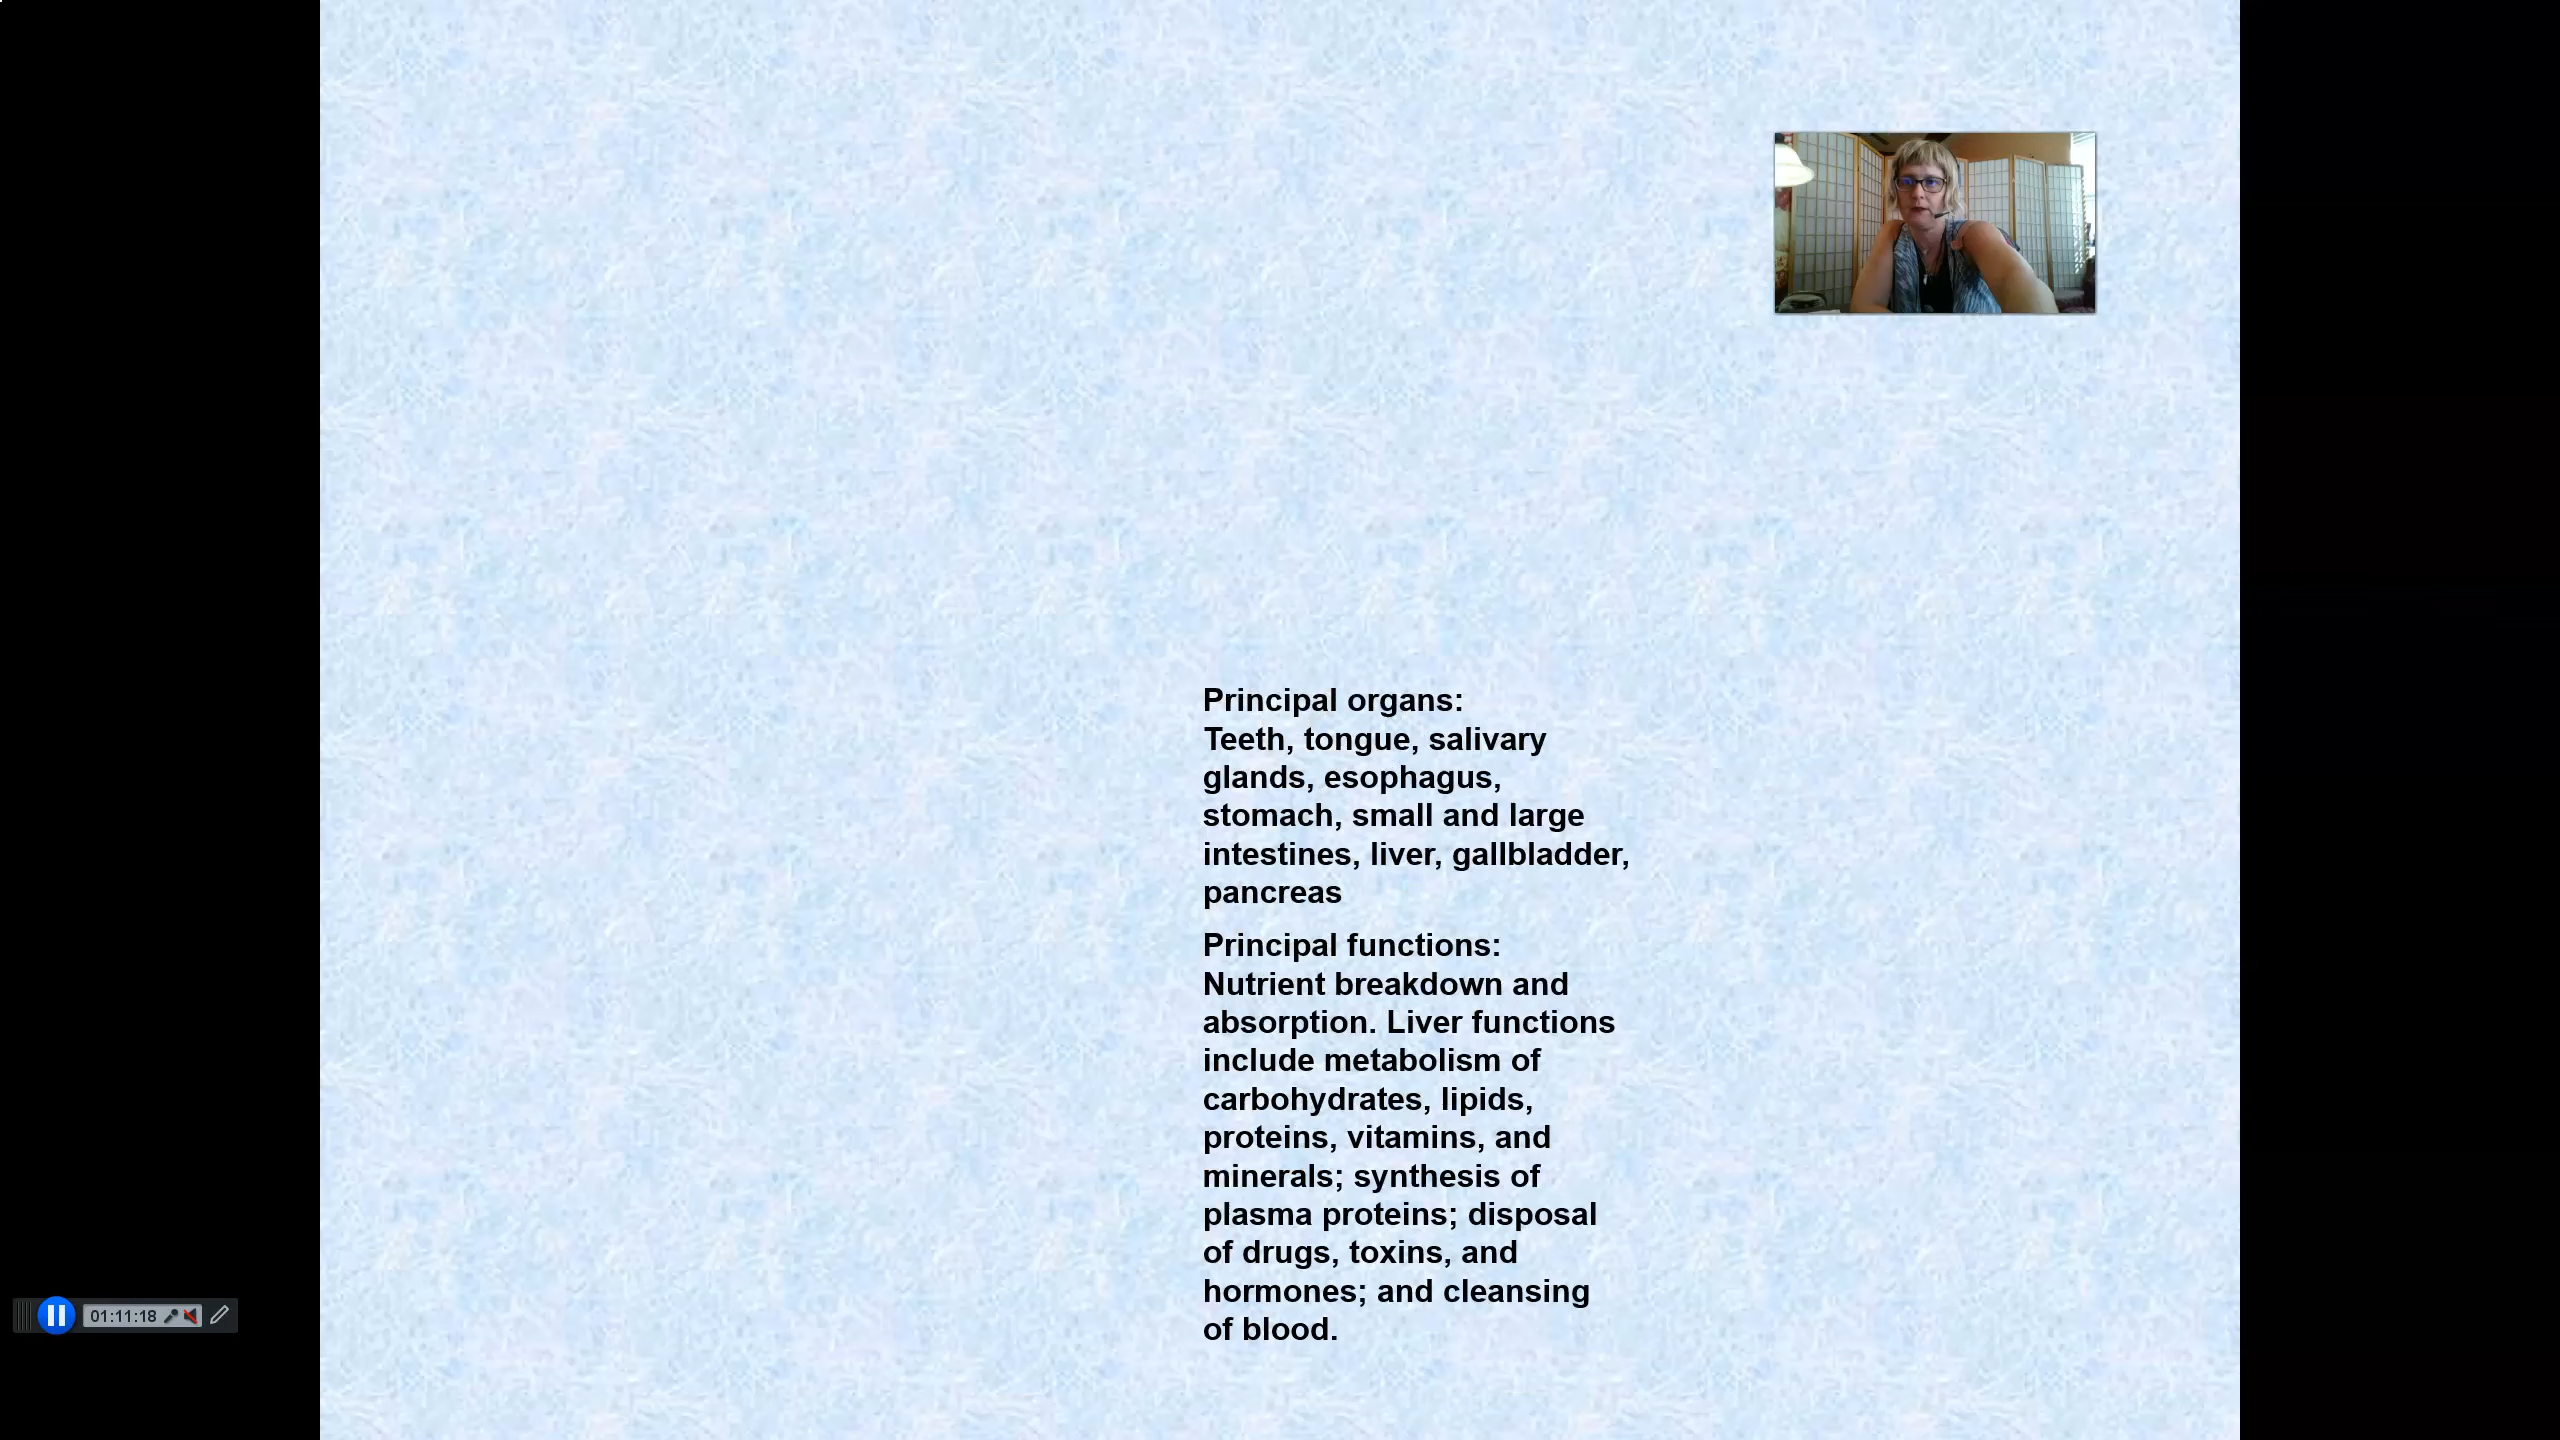 Principal organs:
Teeth, tongue, salivary
glands, esophagus,
stomach, small and large
intestines, liver, gallbladder,
pancreas
Principal functions:
Nutrient breakdown and
absorption. Liver functions
include metabolism of
carbohydrates, lipids,
proteins, vitamins, and
minerals; synthesis of
plasma proteins; disposal
of drugs, toxins, and
hormones; and cleansing
of blood.
01:11:18